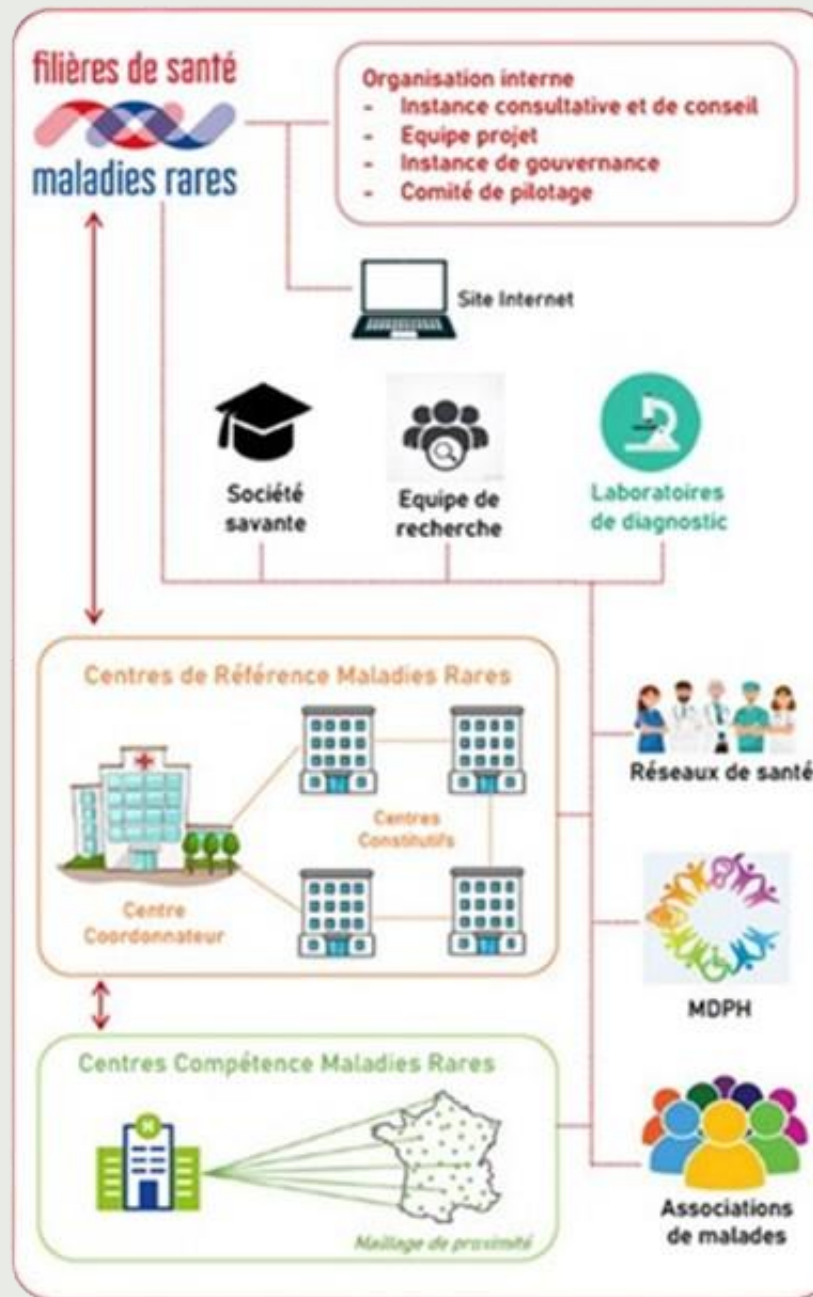 filières de santé
maladies rares
Organisation interne
- Instance consultative et de conseil
- Equipe projet
- Instance de gouvernance
- Comité de pilotage
Site Internet
Société
savante
Equipe de
recherche
Laboratoires
de diagnostic
Centres de Référence Maladies Rares
Centres
Constitutifs
Centre
Coordonnateur
Réseaux de santé
MDPH
Centres Compétence Maladies Rares
H
Maillage de proximité
Associations
de malades